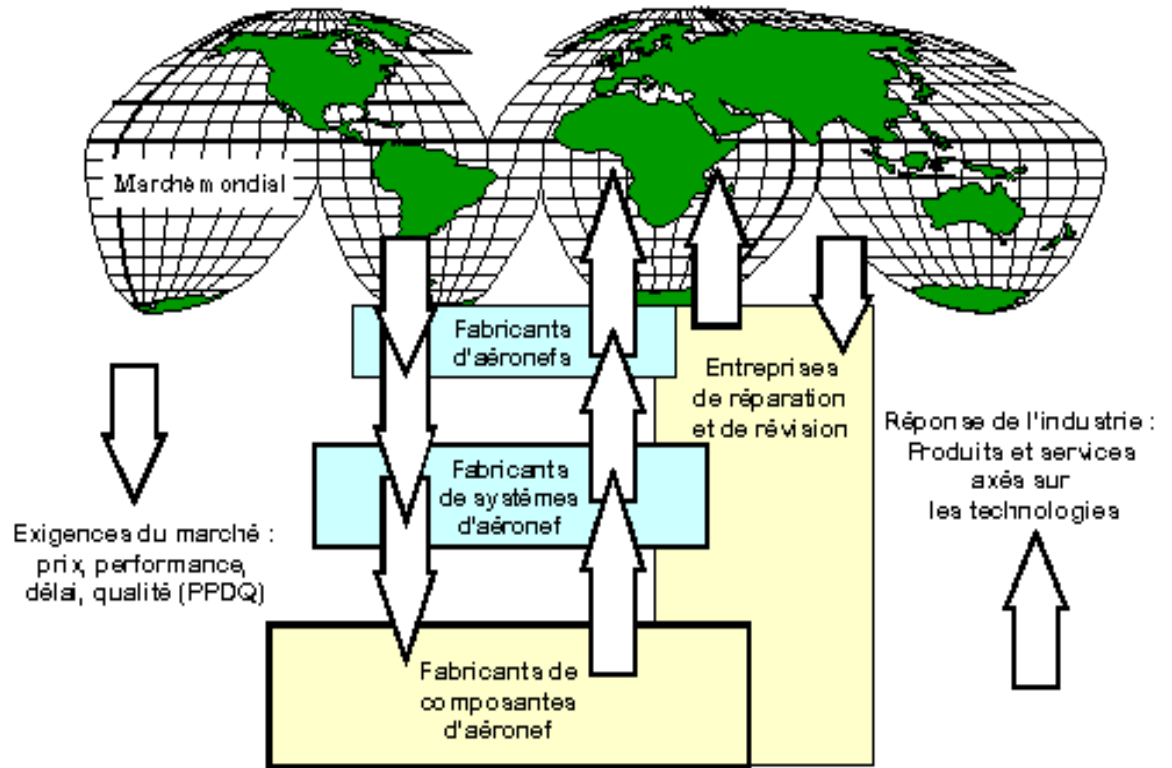 Marché mondial
Fabricants
d'aéronefs
Entreprises
de réparation
et de révision
Réponse de l'industrie :
Produits et services
axés sur
les technologies
Fabricants
de systèmes
d'aéronef
Exigences du marché :
prix, performance,
délai, qualité (PPDQ)
Fabricants de
composantes
d'aéronef